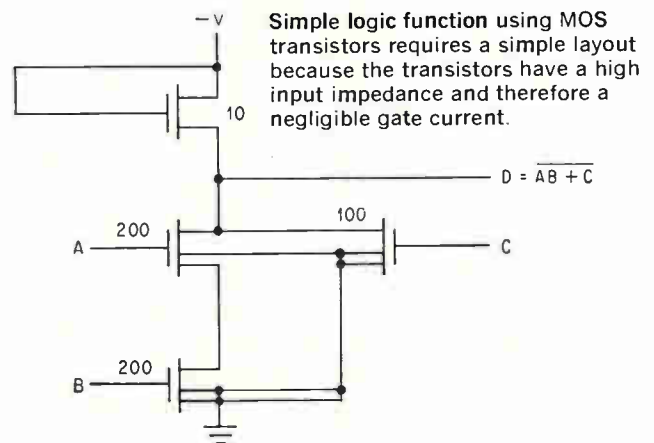 −V
Simple logic function using MOS
transistors requires a simple layout
because the transistors have a high
input impedance and therefore a
negligible gate current.
10
D = \overline{AB + C}
200
100
A
C
200
B